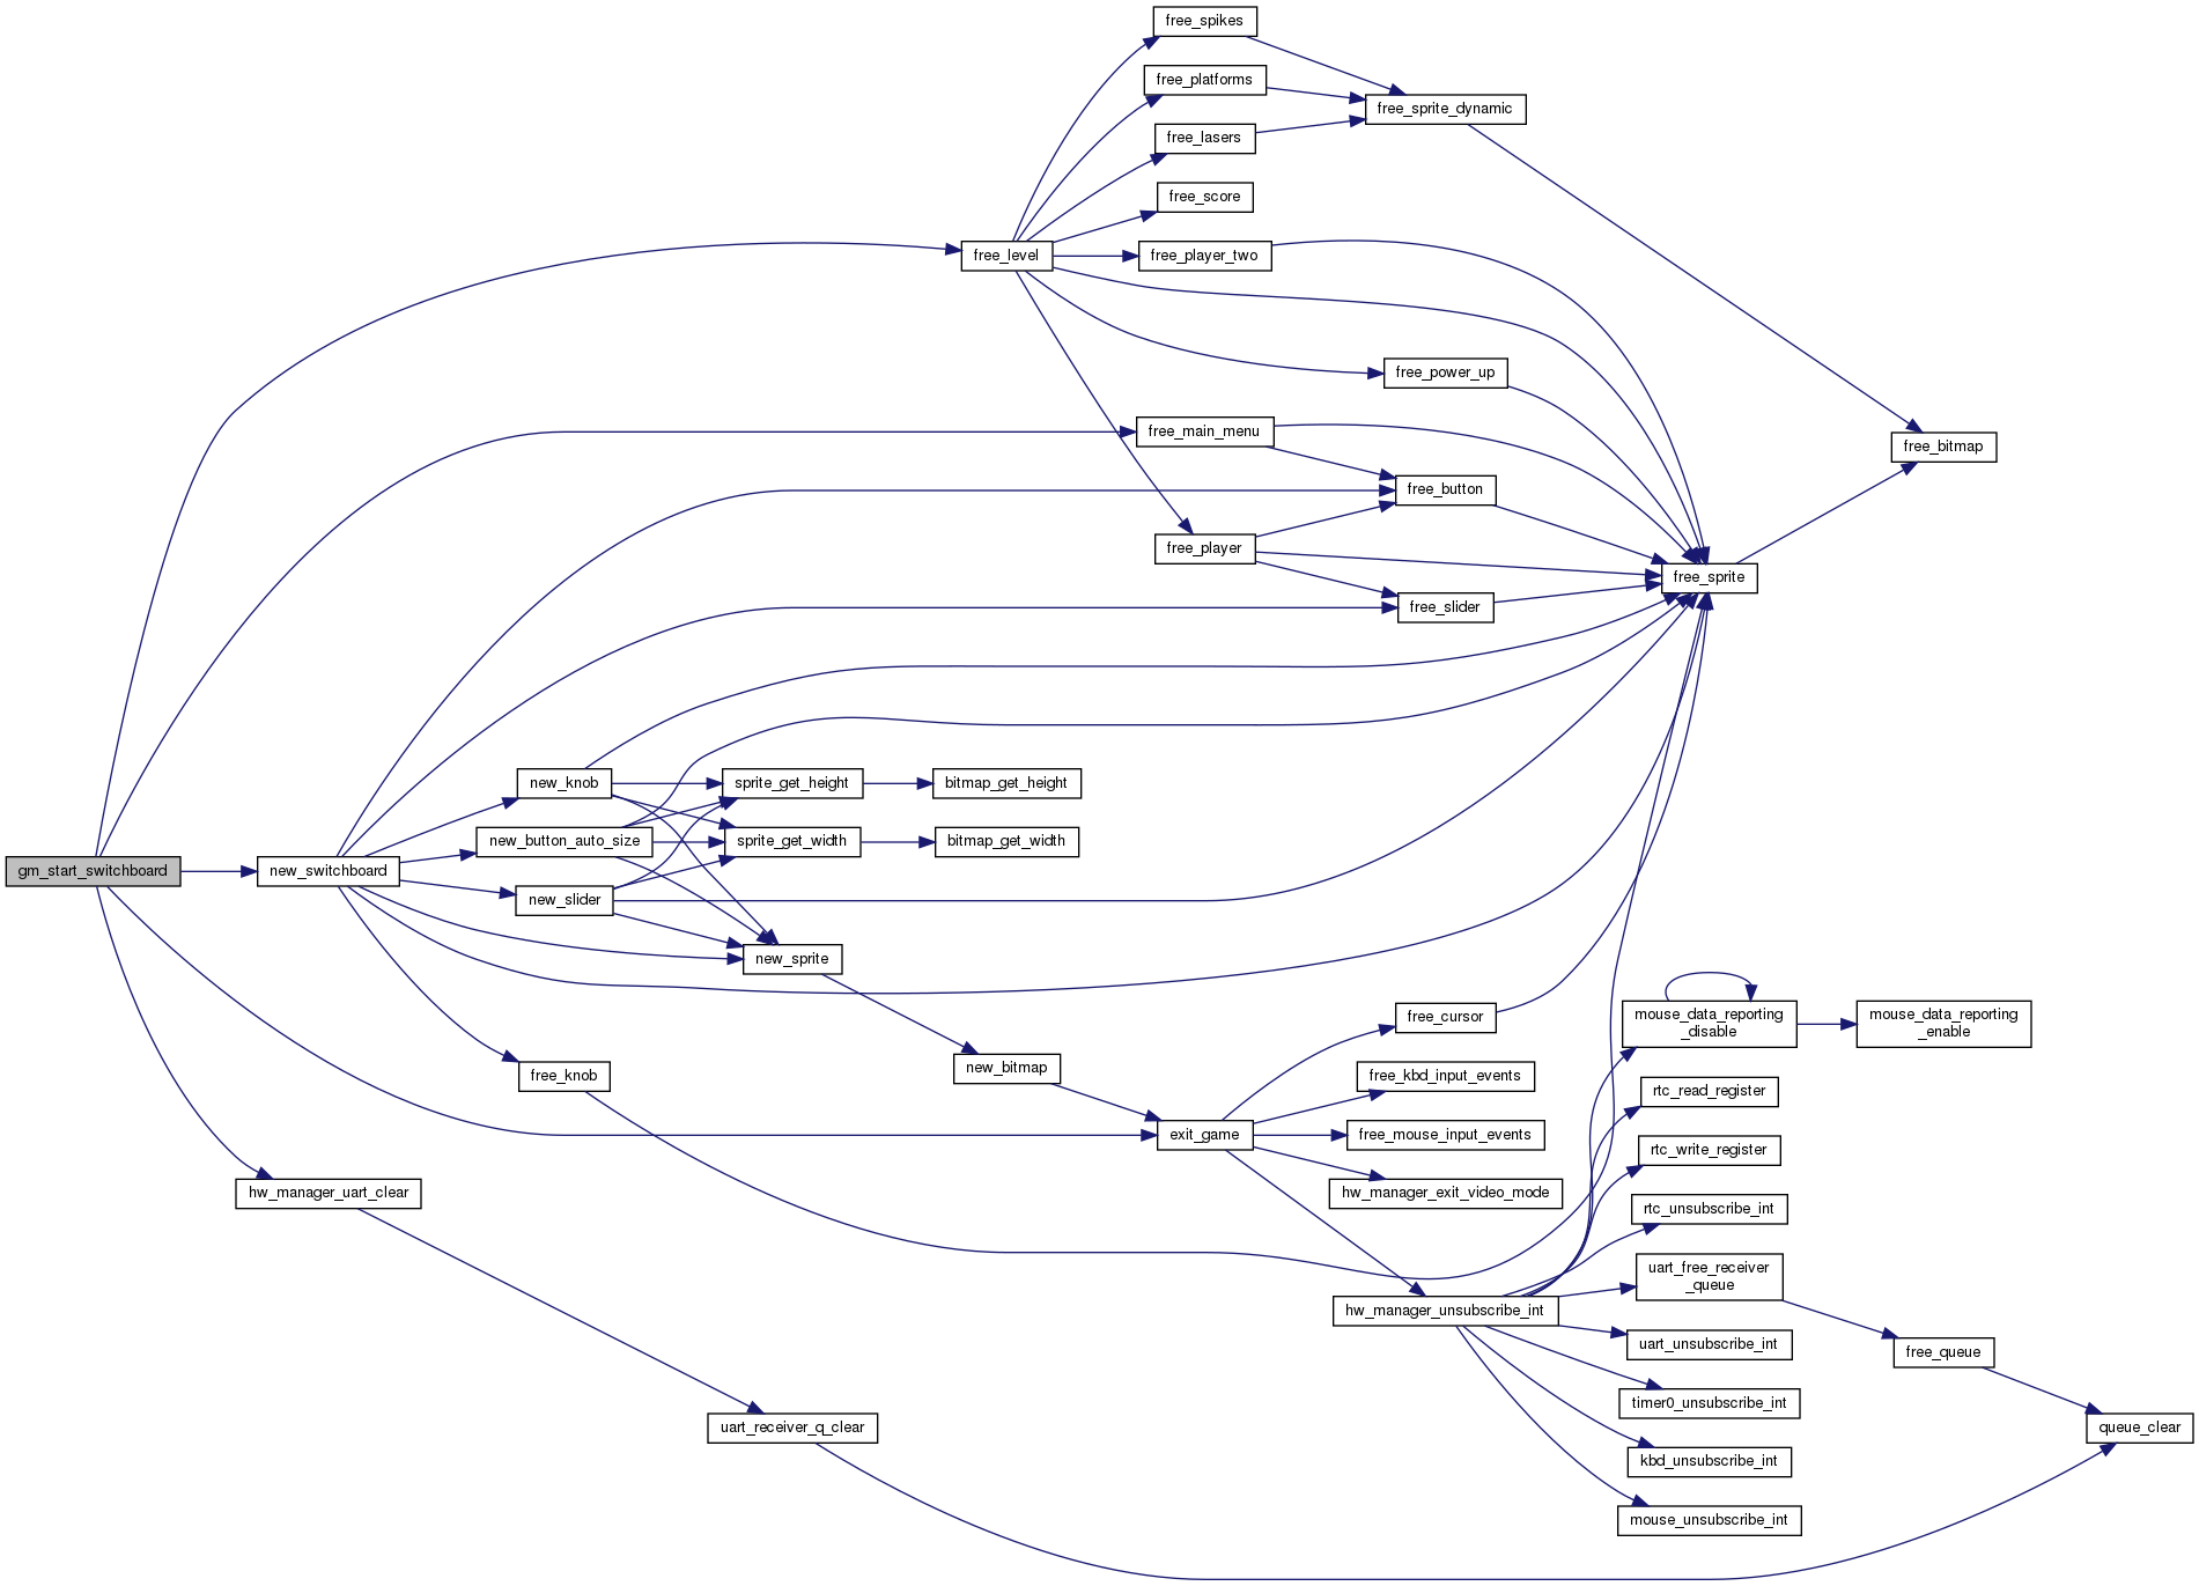 free_spikes
free_platforms
free_sprite_dynamic
free_lasers
free_score
free_level
free_player_two
free_power_up
free_main_menu
free_bitmap
free_button
free_player
free_sprite
free_slider
new_knob
sprite_get_height
bitmap_get_height
new_button_auto_size
sprite_get_width
bitmap_get_width
gm_start_switchboard
new_switchboard
new_slider
new_sprite
free_cursor
mouse_data_reporting
_disable
mouse_data_reporting
_enable
new_bitmap
free_knob
free_kbd_input_events
rtc_read_register
exit_game
free_mouse_input_events
rtc_write_register
hw_manager_uart_clear
hw_manager_exit_video_mode
rtc_unsubscribe_int
uart_free_receiver
_queue
hw_manager_unsubscribe_int
uart_unsubscribe_int
free_queue
timer0_unsubscribe_int
uart_receiver_q_clear
queue_clear
kbd_unsubscribe_int
mouse_unsubscribe_int